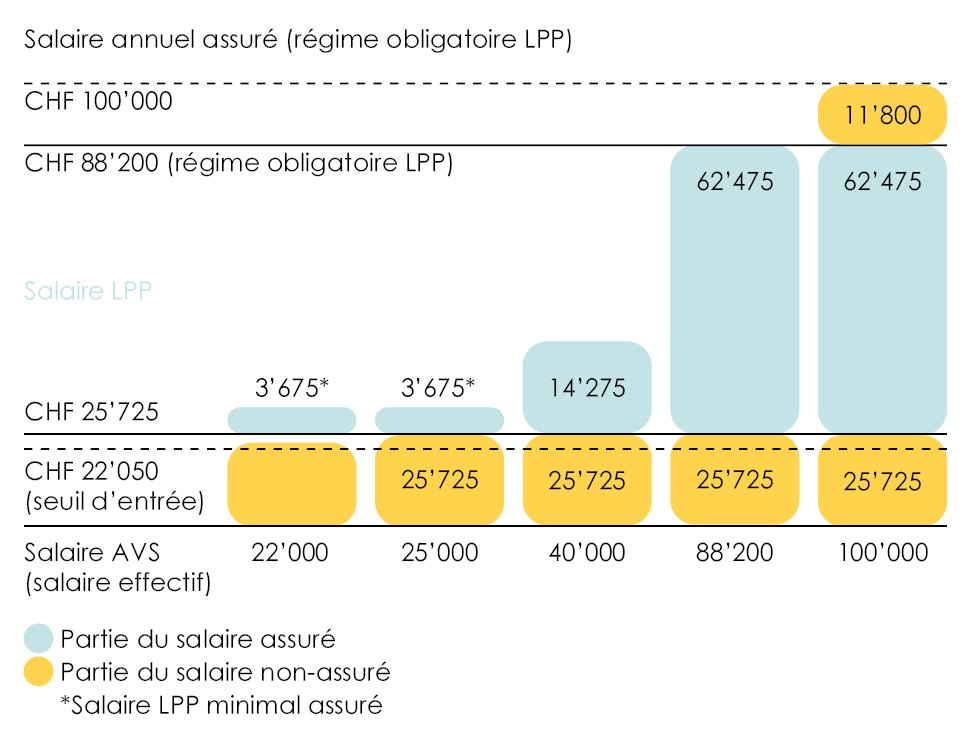 Salaire annuel assuré (régime obligatoire LPP)
CHF 100’000
11’800
CHF 88’200 (régime obligatoire LPP)
62’475
62’475
Salaire LPP
3’675*
3’675*
14’275
CHF 25’725
CHF 22’050
(seuil d’entrée)
25’725
25’725
25’725
25’725
Salaire AVS
(salaire effectif)
22’000
25’000
40’000
88’200
100’000
Partie du salaire assuré
Partie du salaire non-assuré
*Salaire LPP minimal assuré